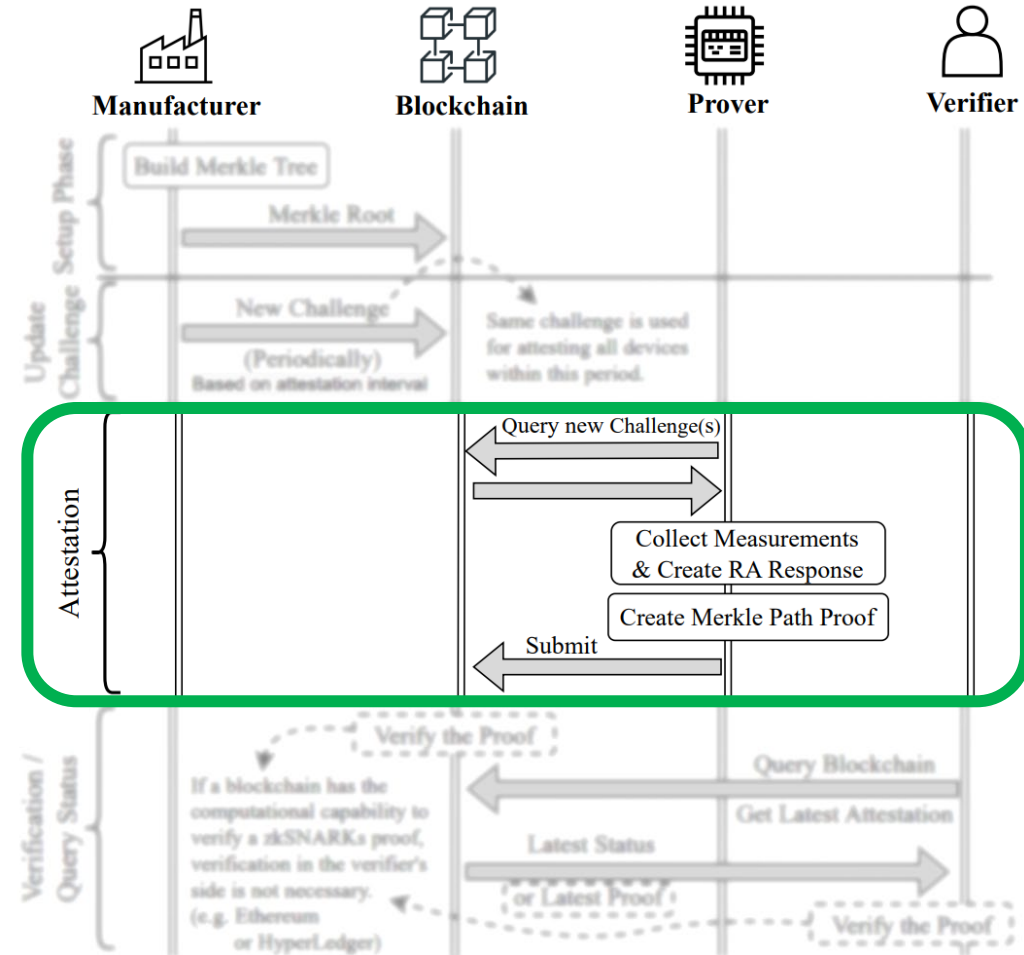 Manufacturer
Blockchain
Prover
Verifier
Setup Phase
Build Merkle Tree
Merkle Root
Update
Challenge
New Challenge
(Periodically)
Based on attestation interval
Same challenge is used
for attesting all devices
within this period.
Attestation
Query new Challenge(s)
Collect Measurements
& Create RA Response
Create Merkle Path Proof
Submit
Verification /
Query Status
Verify the Proof
If a blockchain has the
computational capability to
verify a zkSNARKs proof,
verification in the verifier's
side is not necessary.
(e.g. Ethereum
or HyperLedger)
Query Blockchain
Get Latest Attestation
Latest Status
or Latest Proof
Verify the Proof